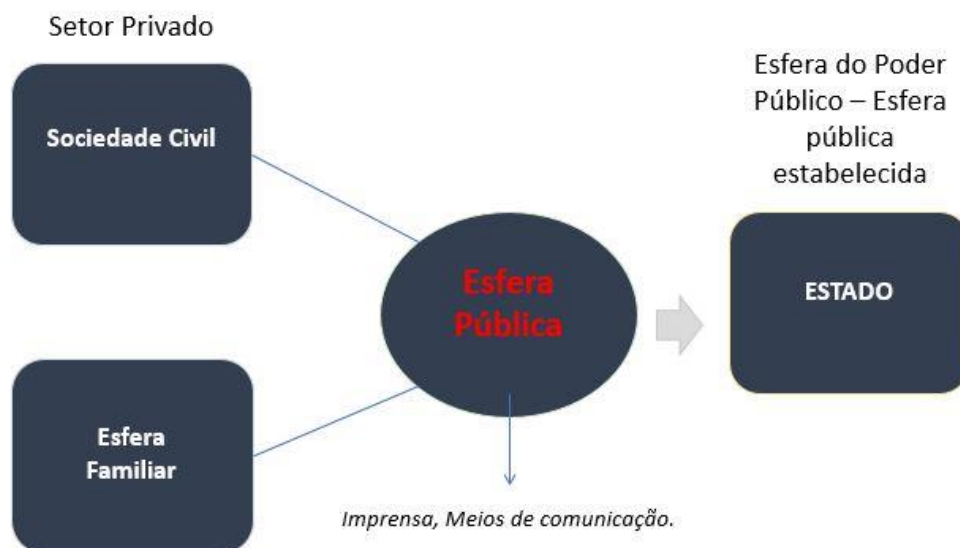 Setor Privado
Sociedade Civil
Esfera
Familiar
Esfera
Pública
Imprensa, Meios de comunicação.
Esfera do Poder
Público – Esfera
pública
estabelecida
ESTADO